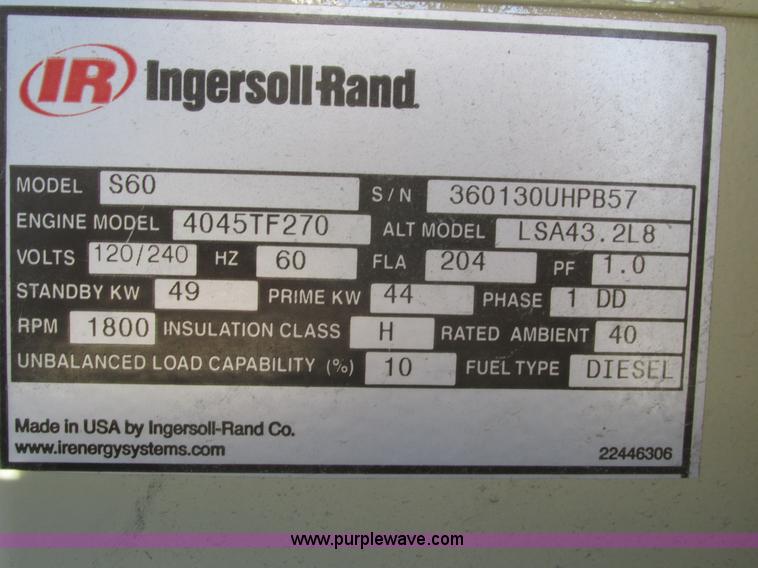 IR Ingersoll-Rand
MODEL S60 S/N 360130UHPB57
ENGINE MODEL 4045TF270 ALT MODEL LSA43.2L8
VOLTS 120/240 HZ 60 FLA 204 PF 1.0
STANDBY KW 49 PRIME KW 44 PHASE 1 DD
RPM 1800 INSULATION CLASS H RATED AMBIENT 40
UNBALANCED LOAD CAPABILITY (%) 10 FUEL TYPE DIESEL
Made in USA by Ingersoll-Rand Co.
www.irenergysystems.com 22446306
www.purplewave.com